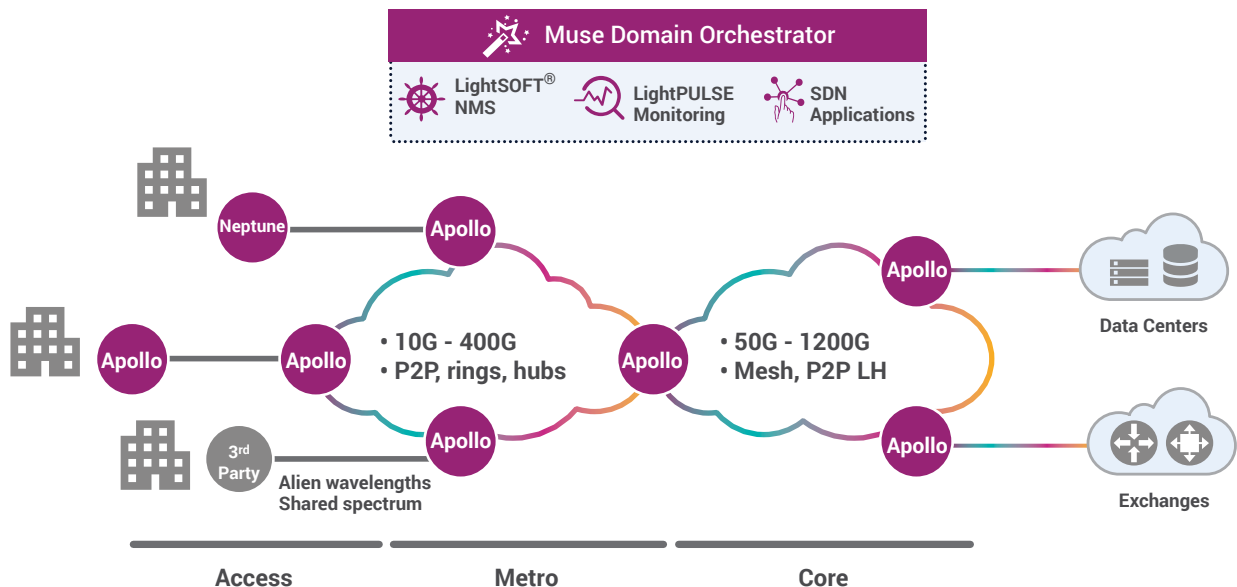 Muse Domain Orchestrator
LightSOFT®
NMS
LightPULSE
Monitoring
SDN
Applications
Neptune
Apollo
Apollo
Data Centers
Apollo
Apollo
• 10G - 400G
• P2P, rings, hubs
Apollo
• 50G - 1200G
• Mesh, P2P LH
3rd
Party
Apollo
Apollo
Alien wavelengths
Shared spectrum
Exchanges
Access
Metro
Core